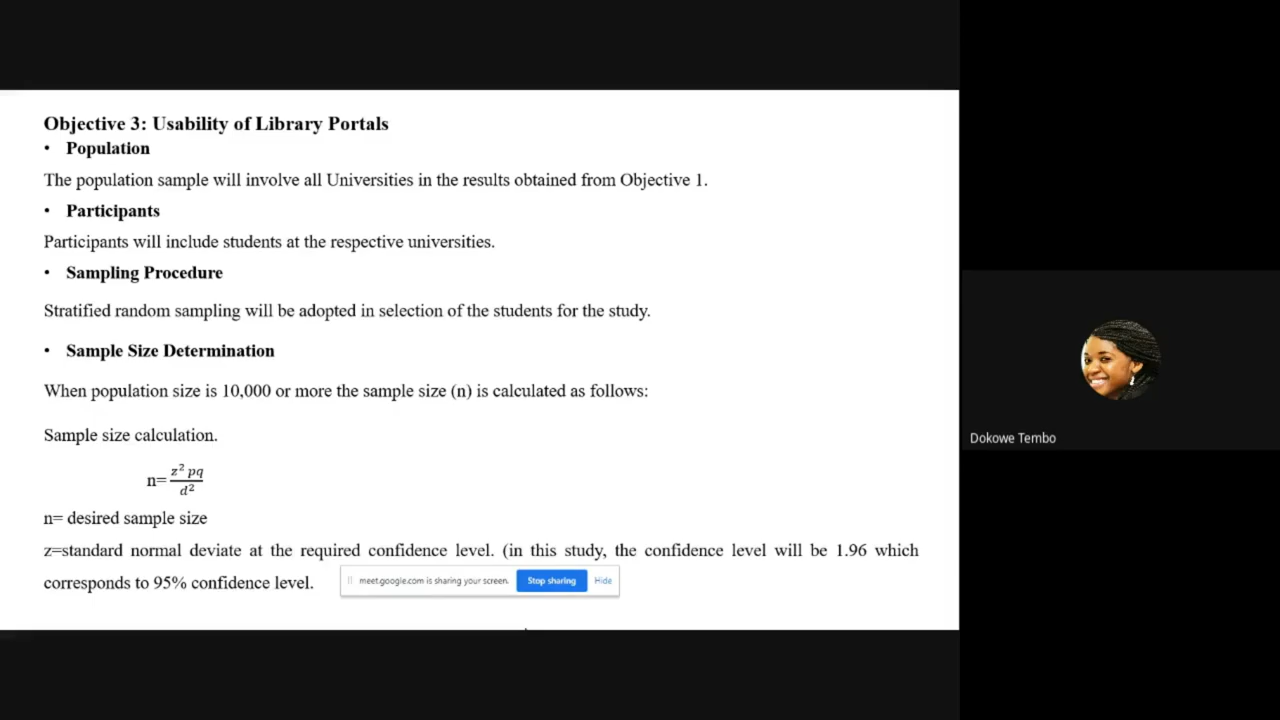 Objective 3: Usability of Library Portals
• Population
The population sample will involve all Universities in the results obtained from Objective 1.
• Participants
Participants will include students at the respective universities.
• Sampling Procedure
Stratified random sampling will be adopted in selection of the students for the study.
• Sample Size Determination
When population size is 10,000 or more the sample size (n) is calculated as follows:
Sample size calculation.
n= z² pq / d²
n= desired sample size
z=standard normal deviate at the required confidence level. (in this study, the confidence level will be 1.96 which
corresponds to 95% confidence level.
meet.google.com is sharing your screen. Stop sharing Hide
Dokowe Tembo